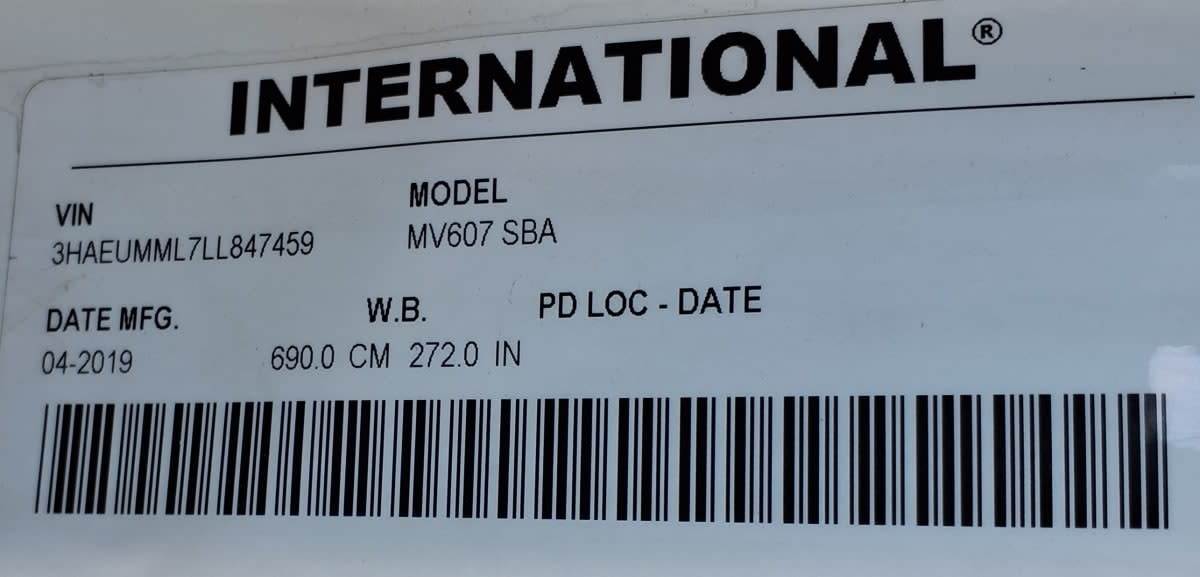 INTERNATIONAL®
VIN MODEL
3HAEUMML7LL847459 MV607 SBA
DATE MFG. W.B. PD LOC - DATE
04-2019 690.0 CM 272.0 IN